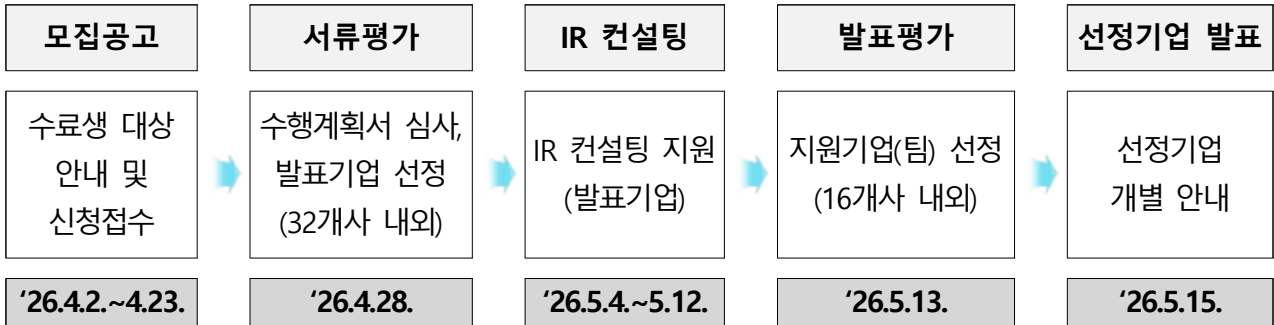 모집공고
수료생 대상
안내 및
신청접수
‘26.4.2.~4.23.
서류평가
수행계획서 심사,
발표기업 선정
(32개사 내외)
‘26.4.28.
IR 컨설팅
IR 컨설팅 지원
(발표기업)
‘26.5.4.~5.12.
발표평가
지원기업(팀) 선정
(16개사 내외)
‘26.5.13.
선정기업 발표
선정기업
개별 안내
‘26.5.15.